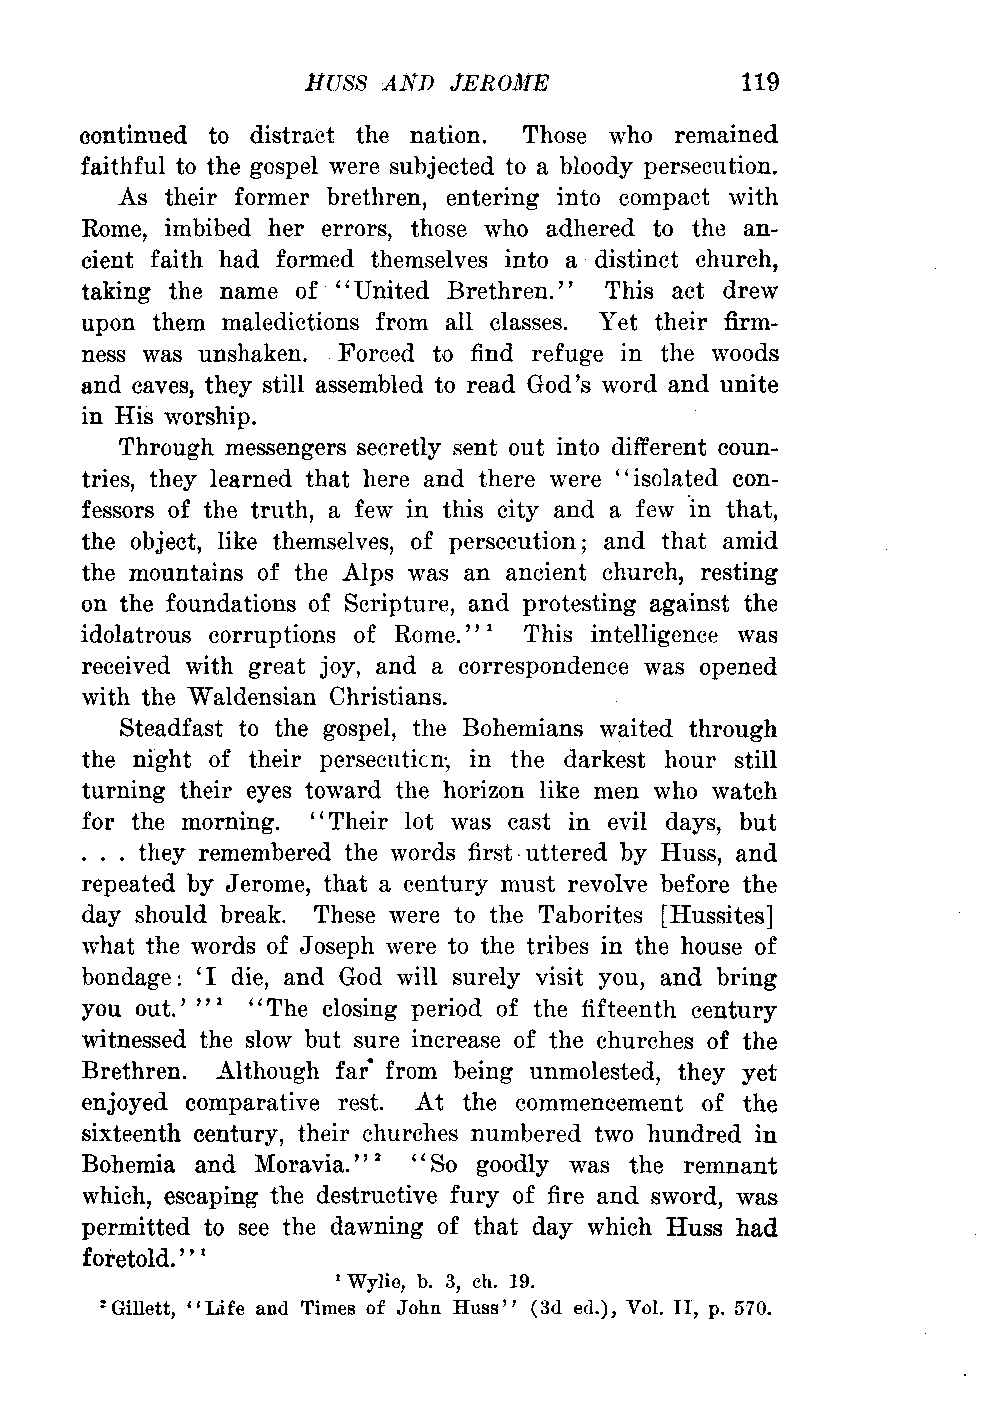 HUSS AND JEROME 119
continued to distract the nation. Those who remained
faithful to the gospel were subjected to a bloody persecution.
As their former brethren, entering into compact with
Rome, imbibed her errors, those who adhered to the an-
cient faith had formed themselves into a distinct church,
taking the name of "United Brethren." This act drew
upon them maledictions from all classes. Yet their firm-
ness was unshaken. Forced to find refuge in the woods
and caves, they still assembled to read God's word and unite
in His worship.
Through messengers secretly sent out into different coun-
tries, they learned that here and there were "isolated con-
fessors of the truth, a few in this city and a few in that,
the object, like themselves, of persecution; and that amid
the mountains of the Alps was an ancient church, resting
on the foundations of Scripture, and protesting against the
idolatrous corruptions of Rome."¹ This intelligence was
received with great joy, and a correspondence was opened
with the Waldensian Christians.
Steadfast to the gospel, the Bohemians waited through
the night of their persecution, in the darkest hour still
turning their eyes toward the horizon like men who watch
for the morning. "Their lot was cast in evil days, but
. . . they remembered the words first uttered by Huss, and
repeated by Jerome, that a century must revolve before the
day should break. These were to the Taborites [Hussites]
what the words of Joseph were to the tribes in the house of
bondage: 'I die, and God will surely visit you, and bring
you out.' "¹ "The closing period of the fifteenth century
witnessed the slow but sure increase of the churches of the
Brethren. Although far from being unmolested, they yet
enjoyed comparative rest. At the commencement of the
sixteenth century, their churches numbered two hundred in
Bohemia and Moravia."² "So goodly was the remnant
which, escaping the destructive fury of fire and sword, was
permitted to see the dawning of that day which Huss had
foretold."¹
¹ Wylie, b. 3, ch. 19.
² Gillett, "Life and Times of John Huss" (3d ed.), Vol. II, p. 570.